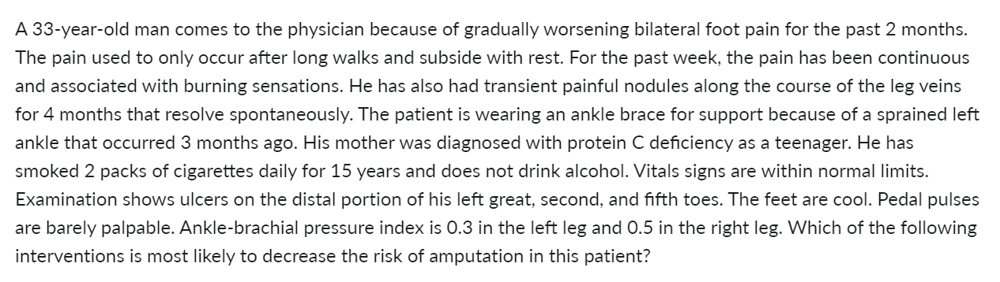 A 33-year-old man comes to the physician because of gradually worsening bilateral foot pain for the past 2 months.
The pain used to only occur after long walks and subside with rest. For the past week, the pain has been continuous
and associated with burning sensations. He has also had transient painful nodules along the course of the leg veins
for 4 months that resolve spontaneously. The patient is wearing an ankle brace for support because of a sprained left
ankle that occurred 3 months ago. His mother was diagnosed with protein C deficiency as a teenager. He has
smoked 2 packs of cigarettes daily for 15 years and does not drink alcohol. Vitals signs are within normal limits.
Examination shows ulcers on the distal portion of his left great, second, and fifth toes. The feet are cool. Pedal pulses
are barely palpable. Ankle-brachial pressure index is 0.3 in the left leg and 0.5 in the right leg. Which of the following
interventions is most likely to decrease the risk of amputation in this patient?